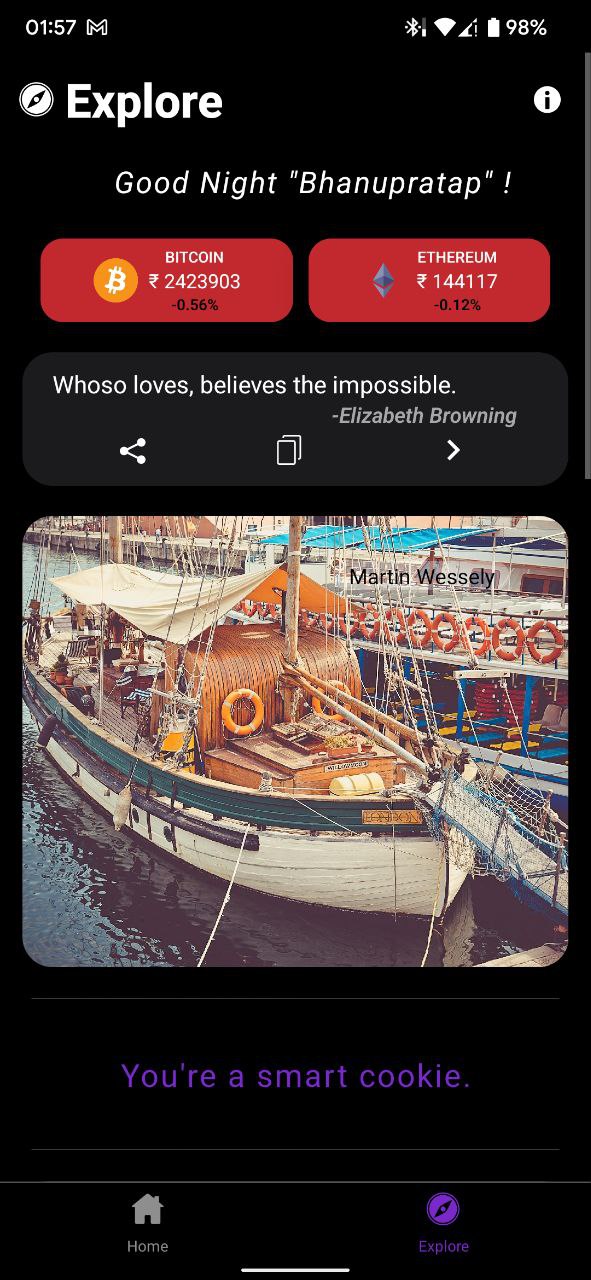 01:57
98%
Explore
Good Night "Bhanupratap" !
BITCOIN
₹ 2423903
-0.56%
ETHEREUM
₹ 144117
-0.12%
Whoso loves, believes the impossible.
-Elizabeth Browning
Martin Wessely
LONDON
You're a smart cookie.
Home
Explore